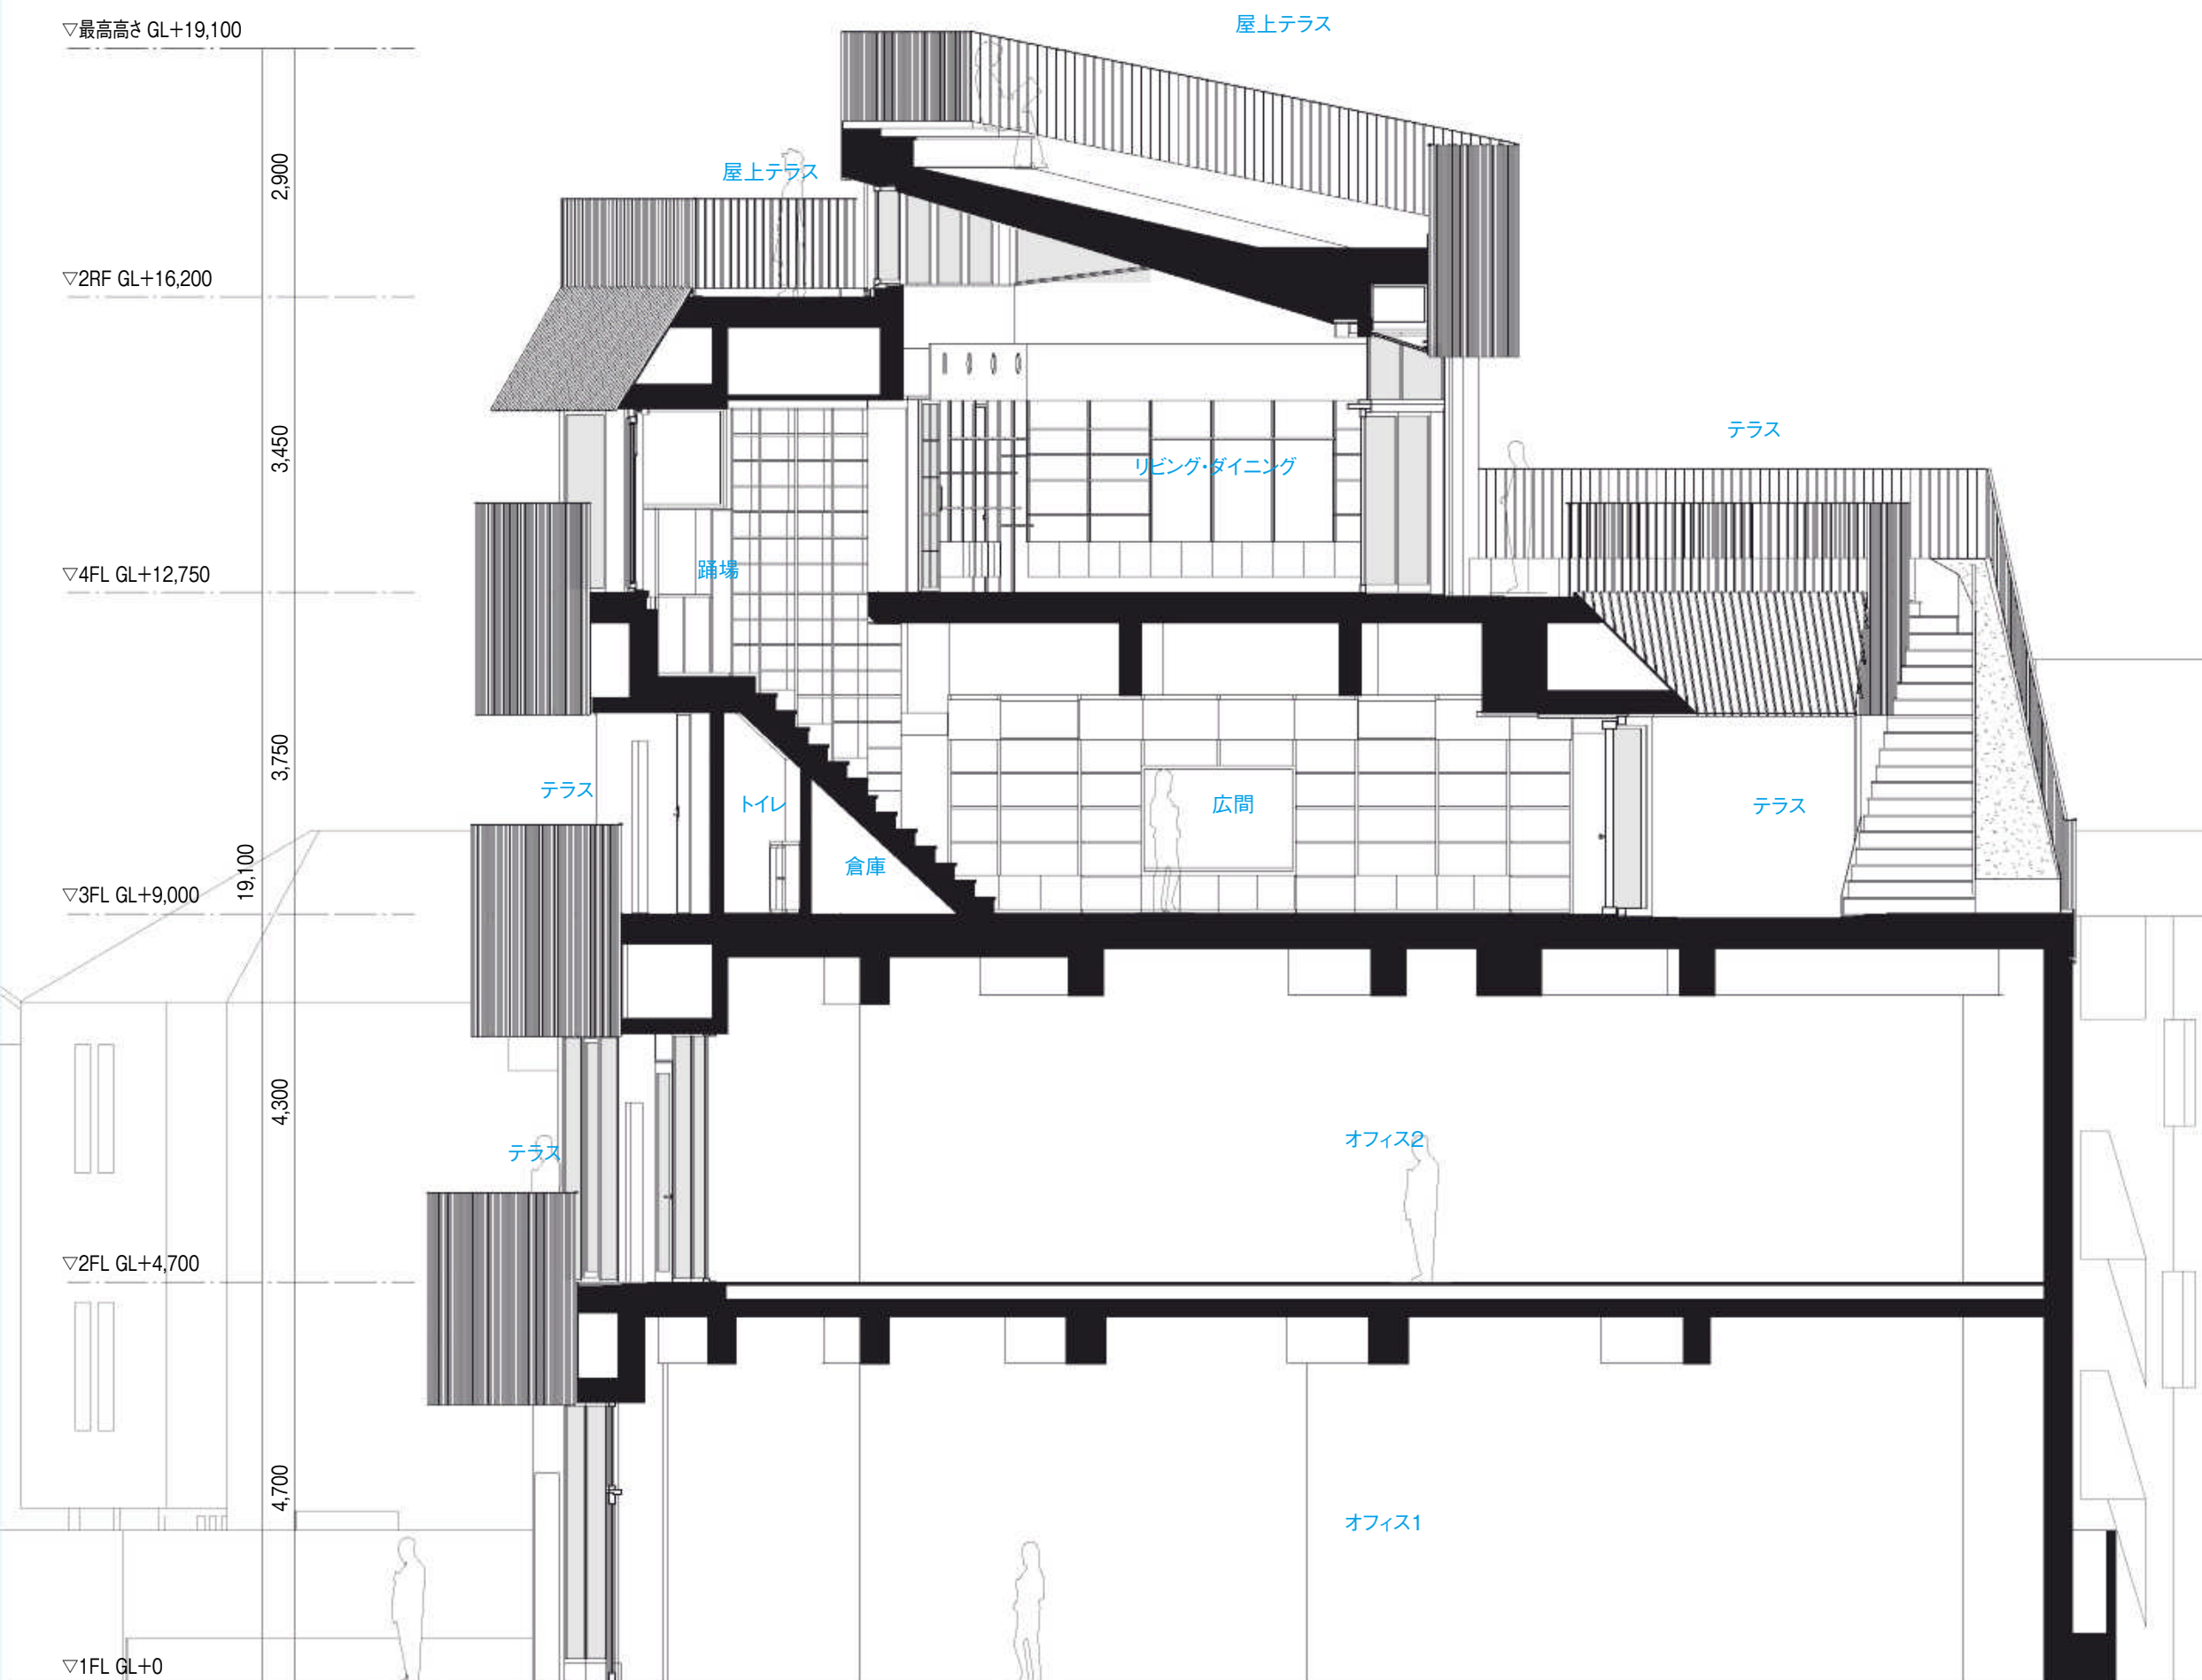 ▽最高高さ GL+19,100
屋上テラス
2,900
屋上テラス
▽2RF GL+16,200
3,450
テラス
リビング・ダイニング
踊場
▽4FL GL+12,750
3,750
テラス
トイレ
広間
テラス
倉庫
19,100
▽3FL GL+9,000
4,300
テラス
オフィス2
▽2FL GL+4,700
4,700
オフィス1
▽1FL GL+0